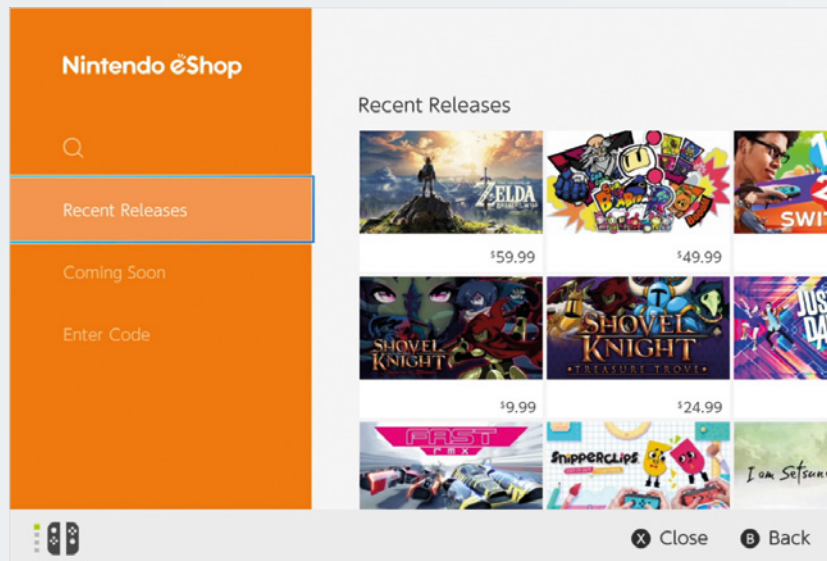 Nintendo eShop
Recent Releases
Coming Soon
Enter Code
Recent Releases
ZELDA
$59.99
$49.99
SHOVEL
KNIGHT
$9.99
SHOVEL
KNIGHT
TREASURE TROVE
$24.99
FAST
rmx
SNIPPERCLIPS
X Close
B Back